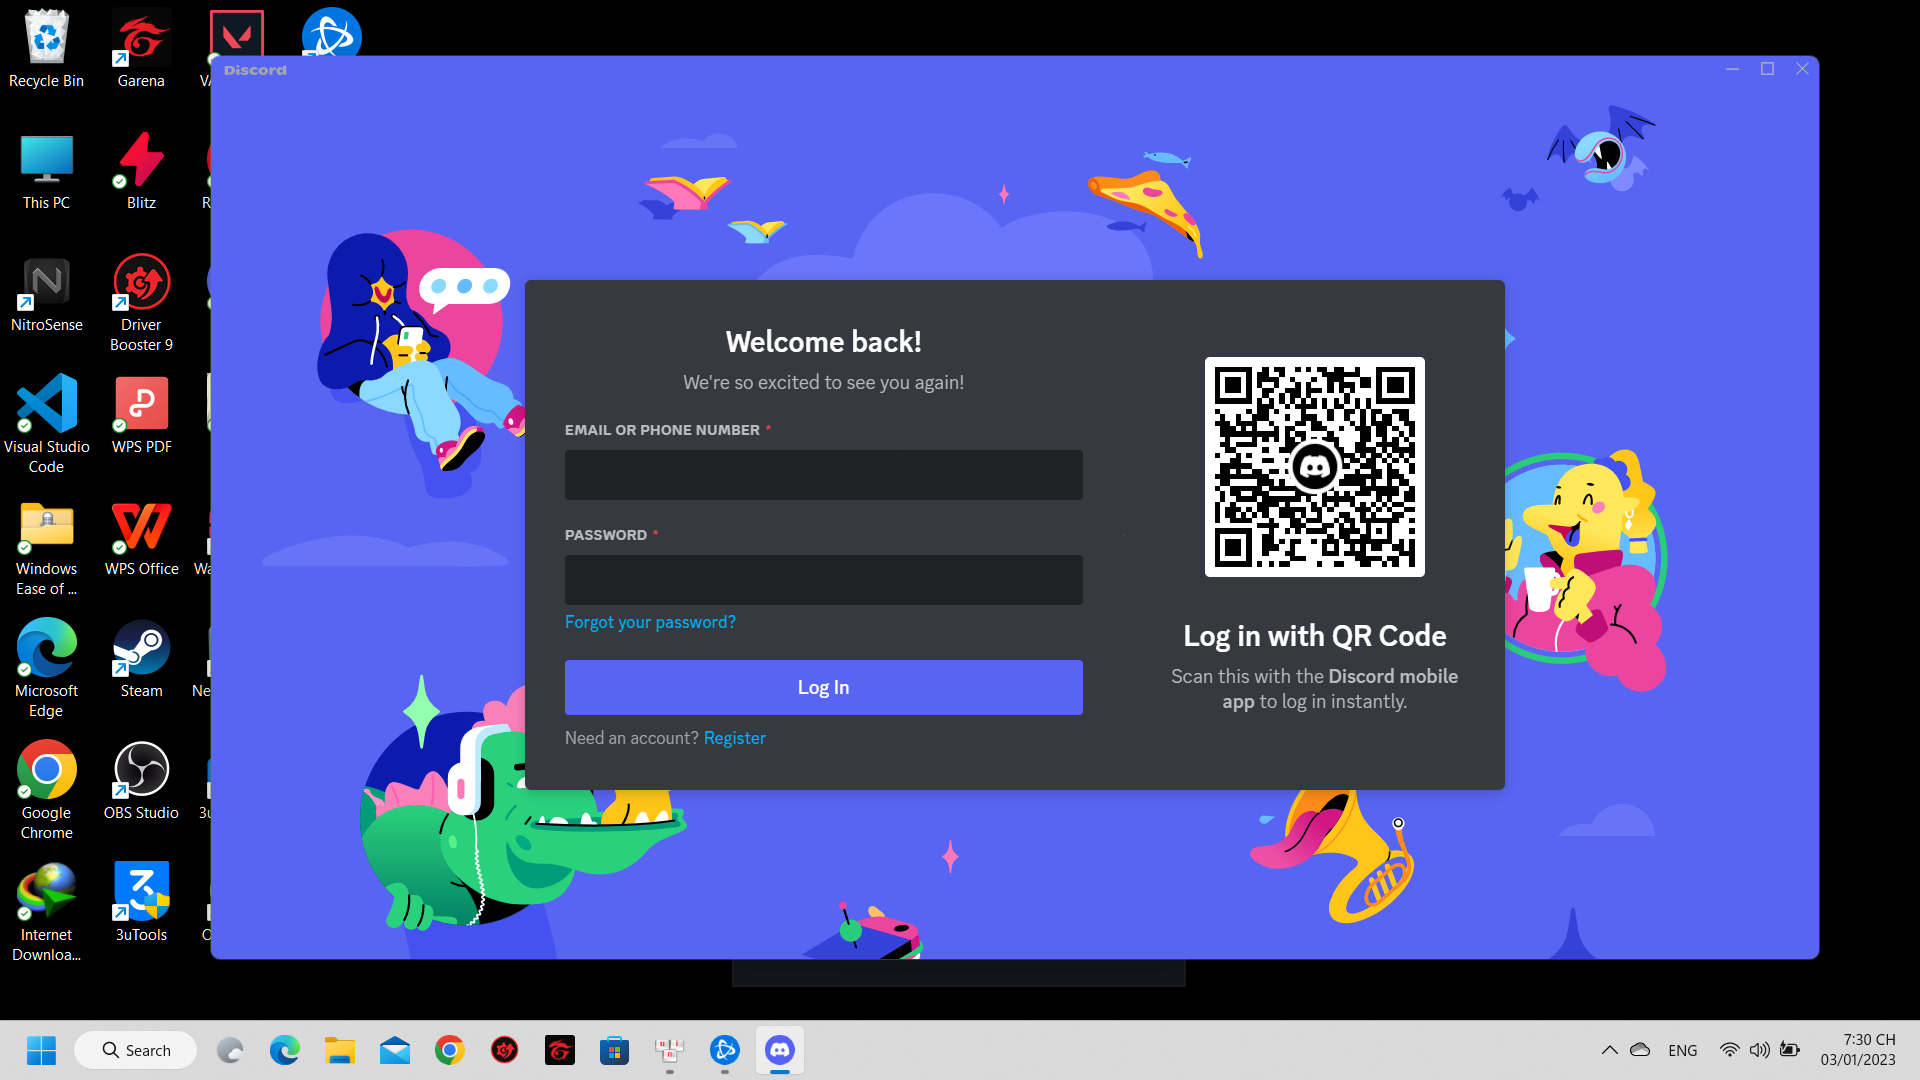 Recycle Bin
Garena
This PC
Blitz
NitroSense
Driver
Booster 9
Visual Studio
Code
WPS PDF
Windows
Ease of ...
WPS Office
Microsoft
Edge
Steam
Google
Chrome
OBS Studio
Internet
Downloa...
3uTools
Discord
Welcome back!
We're so excited to see you again!
EMAIL OR PHONE NUMBER *
PASSWORD *
Forgot your password?
Log In
Need an account? Register
Log in with QR Code
Scan this with the Discord mobile
app to log in instantly.
Search
ENG
7:30 CH
03/01/2023